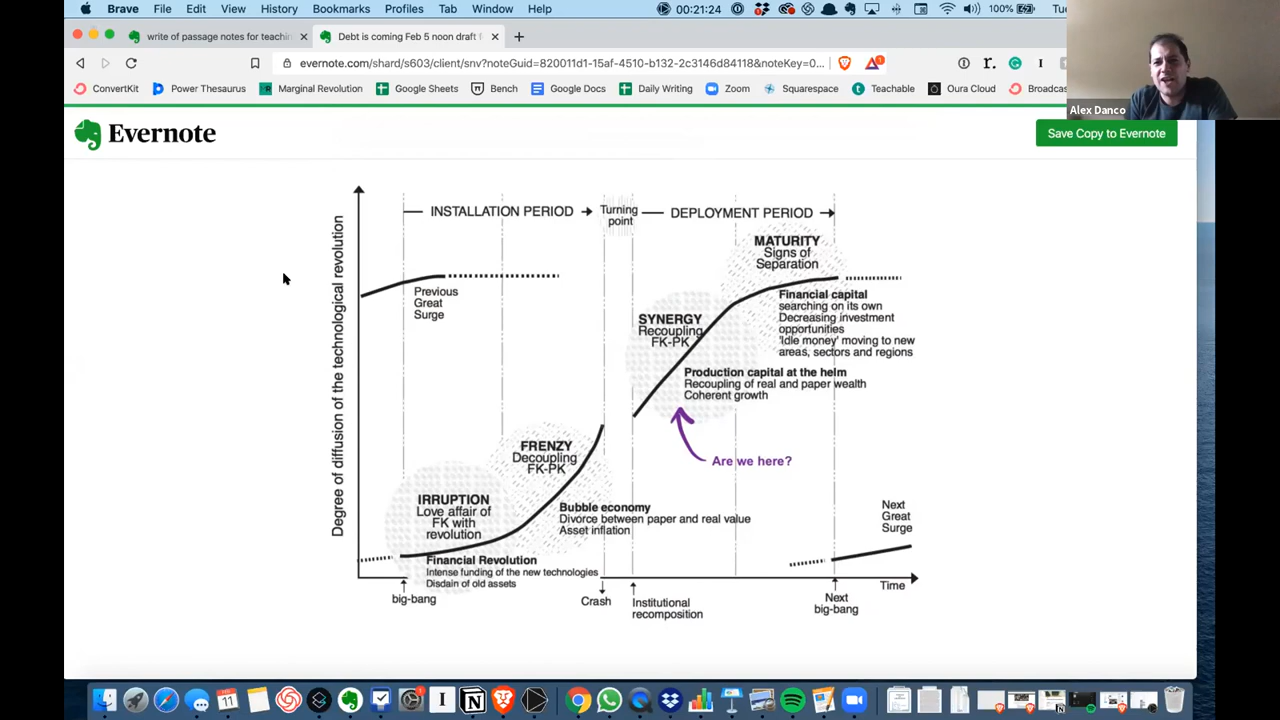 Brave File Edit View History Bookmarks Profiles Tab Window Help 00:21:24 100% Tue
write of passage notes for teachin
Debt is coming Feb 5 noon draft f
evernote.com/shard/s603/client/snv?noteGuid=820011d1-15af-4510-b132-2c3146d84118&noteKey=0...
ConvertKit Power Thesaurus Marginal Revolution Google Sheets Bench Google Docs Daily Writing Zoom Squarespace Teachable Oura Cloud Broadcas
Alex Danco
Evernote
Save Copy to Evernote
Degree of diffusion of the technological revolution
INSTALLATION PERIOD
Turning
point
DEPLOYMENT PERIOD
Previous
Great
Surge
MATURITY
Signs of
Separation
Financial capital
searching on its own
Decreasing investment
opportunities
'Idle money' moving to new
areas, sectors and regions
SYNERGY
Recoupling
FK-PK
Production capital at the helm
Recoupling of real and paper wealth
Coherent growth
Are we here?
FRENZY
Decoupling
FK-PK
Bubble economy
Divorce between paper and real value
Asset inflation
IRRUPTION
Love affair of
FK with
revolution
Financial Revolution
Intense funding of the new technologies
Disdain of old assets
Next
Great
Surge
Time
big-bang
Crash
Institutional
recomposition
Next
big-bang